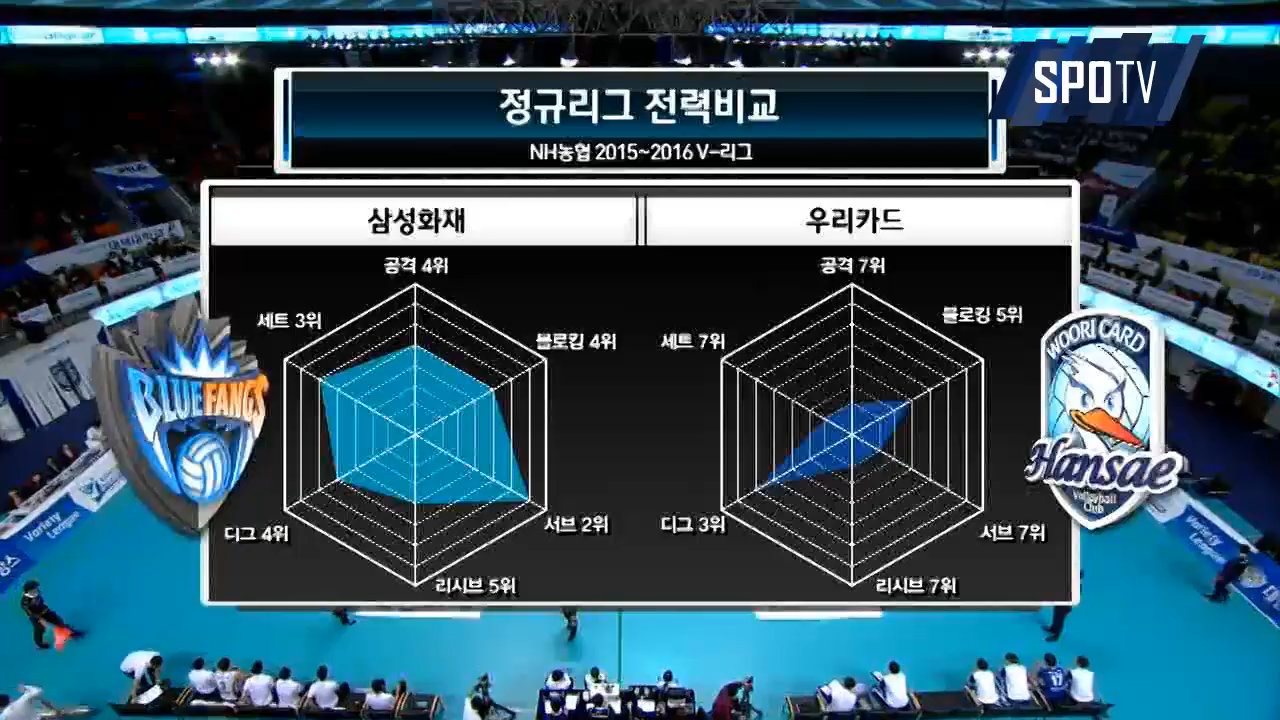 SPOTV
정규리그 전력비교
NH농협 2015~2016 V-리그
삼성화재
우리카드
공격 4위
세트 3위
블로킹 4위
디그 4위
서브 2위
리시브 5위
공격 7위
블로킹 5위
세트 7위
디그 3위
서브 7위
리시브 7위
BLUEFANGS
WOORI CARD
Hansae
Volleyball
Club
Variety
League
Variety
League